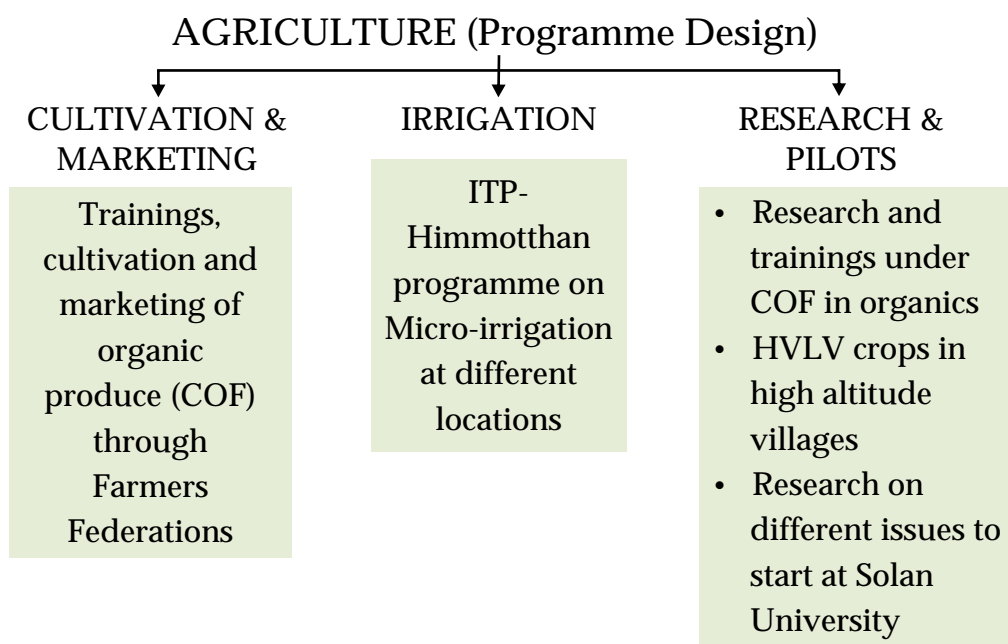 AGRICULTURE (Programme Design)
CULTIVATION &
MARKETING
Trainings,
cultivation and
marketing of
organic
produce (COF)
through
Farmers
Federations
IRRIGATION
ITP-
Himmotthan
programme on
Micro-irrigation
at different
locations
RESEARCH &
PILOTS
• Research and
trainings under
COF in organics
• HVLV crops in
high altitude
villages
• Research on
different issues to
start at Solan
University